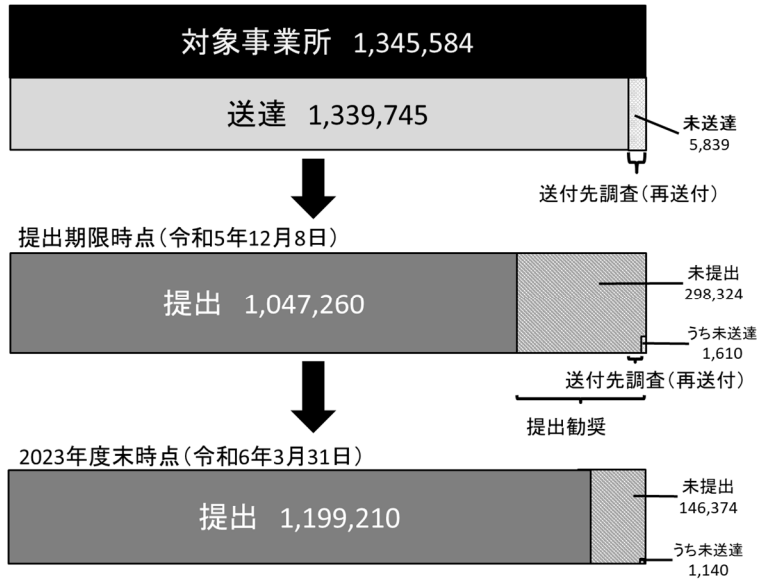 対象事業所 1,345,584
送達 1,339,745
未送達
5,839
送付先調査（再送付）
提出期限時点（令和5年12月8日）
提出 1,047,260
未提出
298,324
うち未送達
1,610
送付先調査（再送付）
提出勧奨
2023年度末時点（令和6年3月31日）
提出 1,199,210
未提出
146,374
うち未送達
1,140